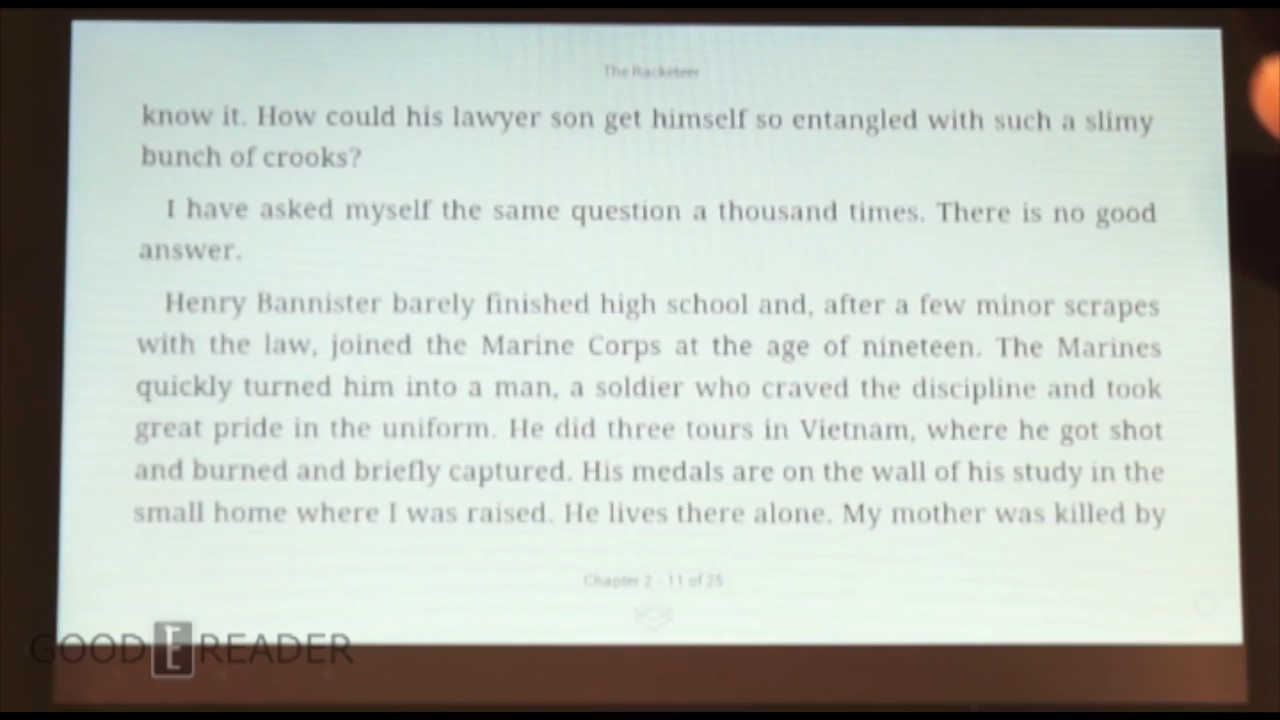 The Racketeer
know it. How could his lawyer son get himself so entangled with such a slimy
bunch of crooks?
I have asked myself the same question a thousand times. There is no good
answer.
Henry Bannister barely finished high school and, after a few minor scrapes
with the law, joined the Marine Corps at the age of nineteen. The Marines
quickly turned him into a man, a soldier who craved the discipline and took
great pride in the uniform. He did three tours in Vietnam, where he got shot
and burned and briefly captured. His medals are on the wall of his study in the
small home where I was raised. He lives there alone. My mother was killed by
Chapter 2 - 11 of 25
GOOD E READER